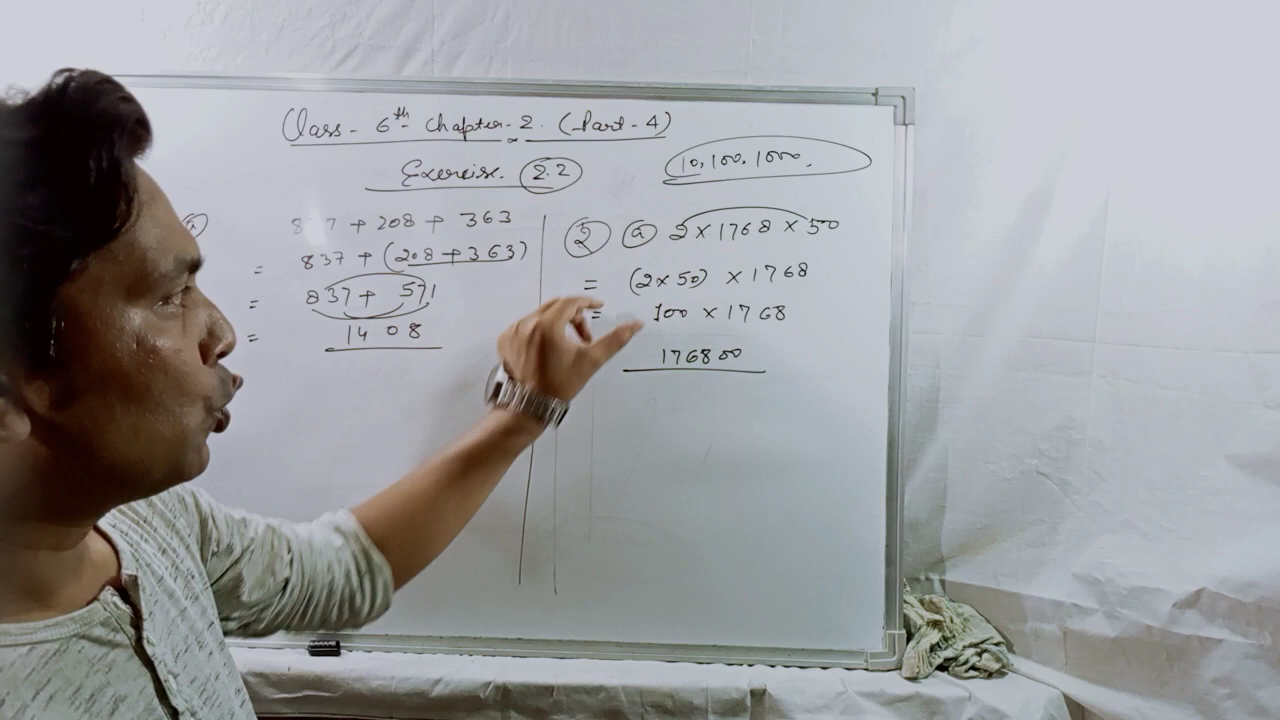 Class - 6th Chapter - 2. (Part - 4)
Exercise. 2.2
10, 100, 1000.
a 837 + 208 + 363
= 837 + (208 + 363)
= 837 + 571
= 1408
2 a 2 × 1768 × 50
= (2 × 50) × 1768
= 100 × 1768
176800